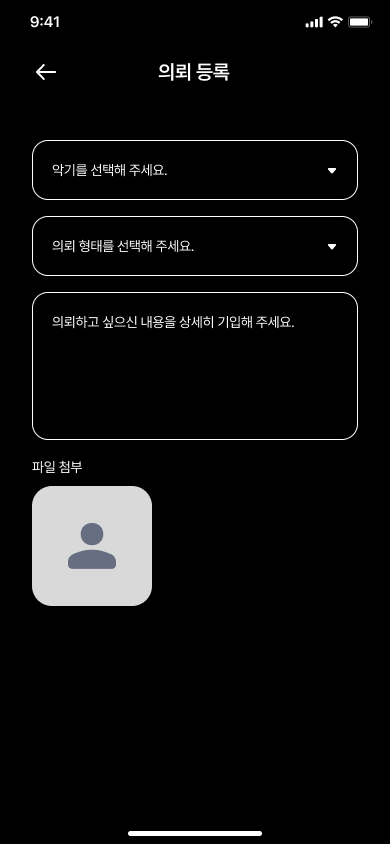 9:41
의뢰 등록
악기를 선택해 주세요.
의뢰 형태를 선택해 주세요.
의뢰하고 싶으신 내용을 상세히 기입해 주세요.
파일 첨부